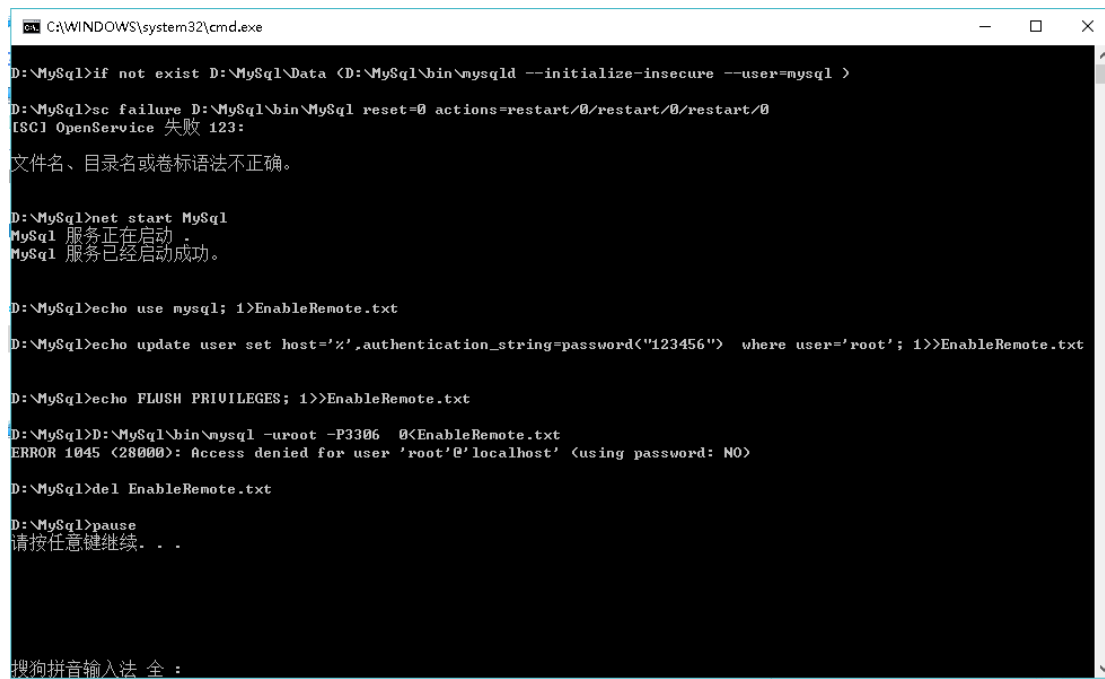 C:\WINDOWS\system32\cmd.exe
D:\MySql>if not exist D:\MySql\Data (D:\MySql\bin\mysqld --initialize-insecure --user=mysql )
D:\MySql>sc failure D:\MySql\bin\MySql reset=0 actions=restart/0/restart/0/restart/0
[SC] OpenService 失败 123:
文件名、目录名或卷标语法不正确。
D:\MySql>net start MySql
MySql 服务正在启动 .
MySql 服务已经启动成功。
D:\MySql>echo use mysql; 1>EnableRemote.txt
D:\MySql>echo update user set host='%',authentication_string=password("123456")  where user='root'; 1>>EnableRemote.txt
D:\MySql>echo FLUSH PRIVILEGES; 1>>EnableRemote.txt
D:\MySql>D:\MySql\bin\mysql -uroot -P3306  0<EnableRemote.txt
ERROR 1045 (28000): Access denied for user 'root'@'localhost' (using password: NO)
D:\MySql>del EnableRemote.txt
D:\MySql>pause
请按任意键继续. . .
搜狗拼音输入法 全 :